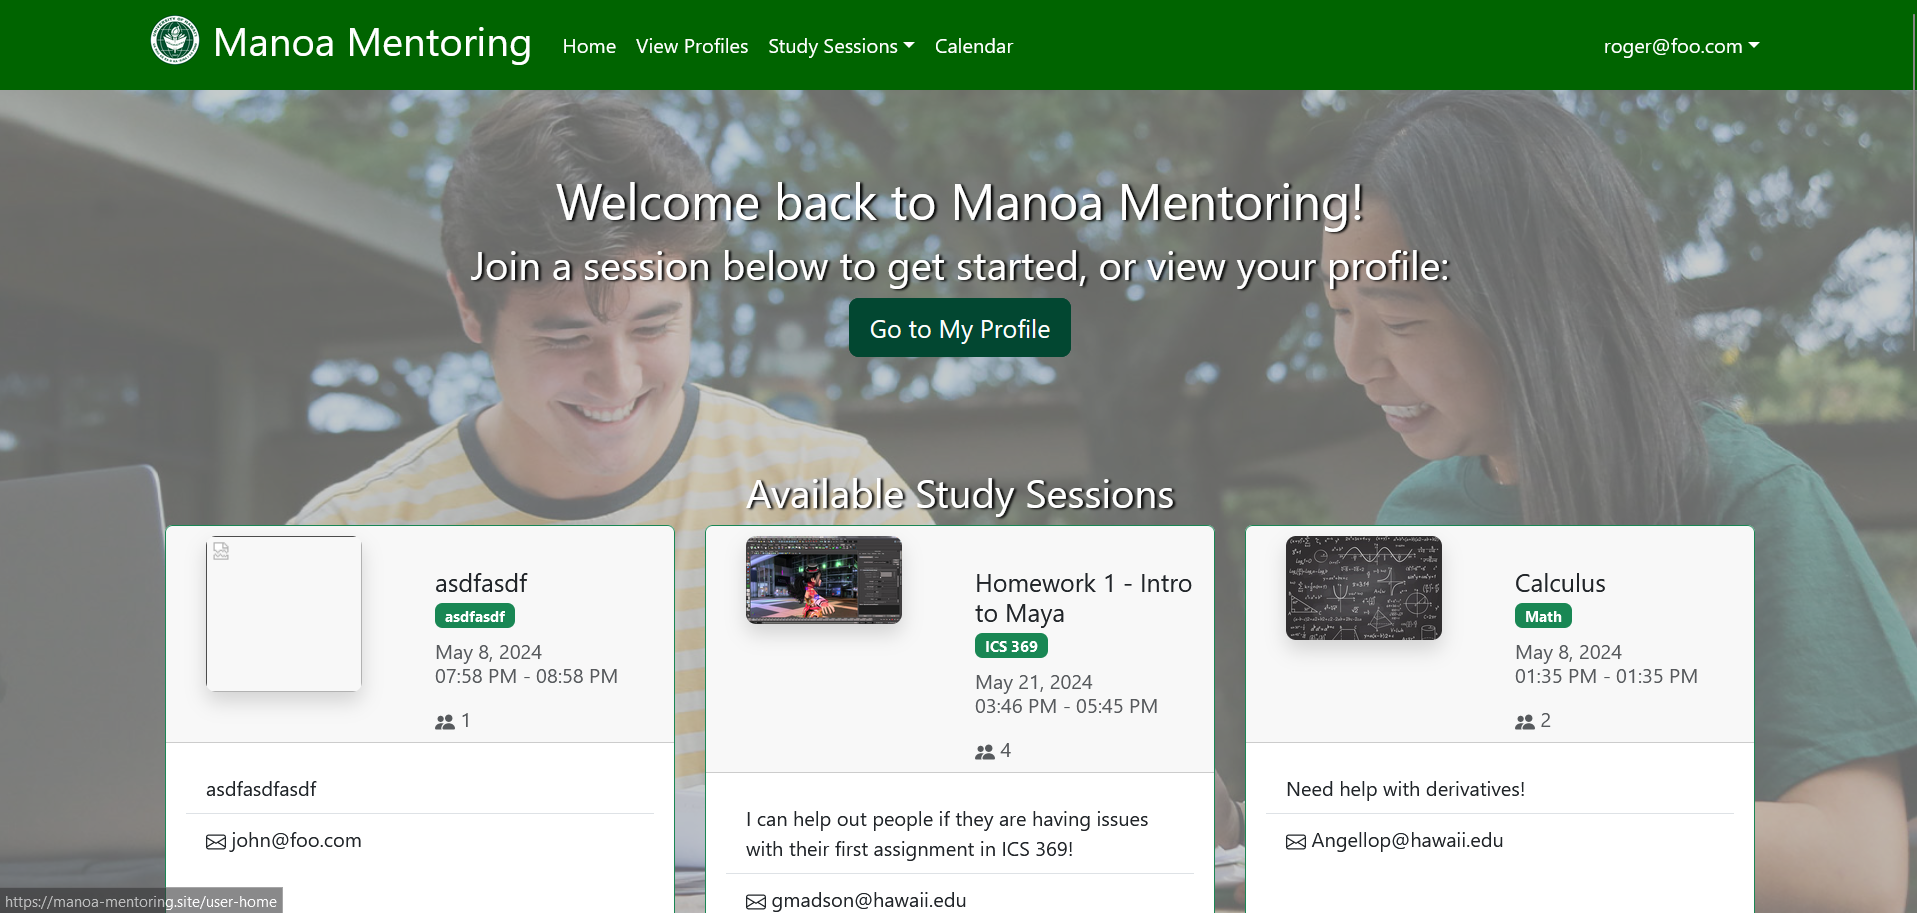 Manoa Mentoring
Home
View Profiles
Study Sessions
Calendar
roger@foo.com
Welcome back to Manoa Mentoring!
Join a session below to get started, or view your profile:
Go to My Profile
Available Study Sessions
asdfasdf
asdfasdf
May 8, 2024
07:58 PM - 08:58 PM
1
asdfasdfasdf
john@foo.com
Homework 1 - Intro
to Maya
ICS 369
May 21, 2024
03:46 PM - 05:45 PM
4
I can help out people if they are having issues
with their first assignment in ICS 369!
gmadson@hawaii.edu
Calculus
Math
May 8, 2024
01:35 PM - 01:35 PM
2
Need help with derivatives!
Angellop@hawaii.edu
https://manoa-mentoring.site/user-home